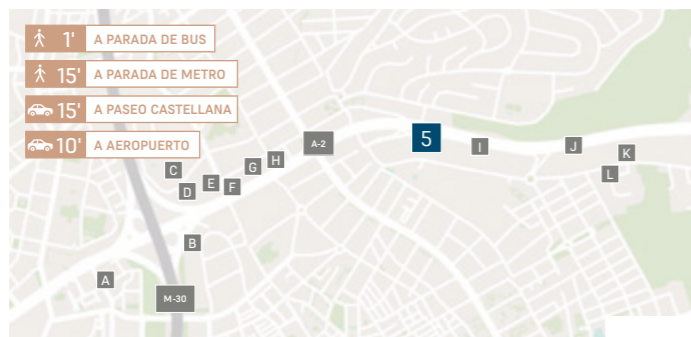 1' A PARADA DE BUS
15' A PARADA DE METRO
15' A PASEO CASTELLANA
10' A AEROPUERTO
A-2
5
I
J
K
L
H
G
C
D
E
F
B
A
M-30